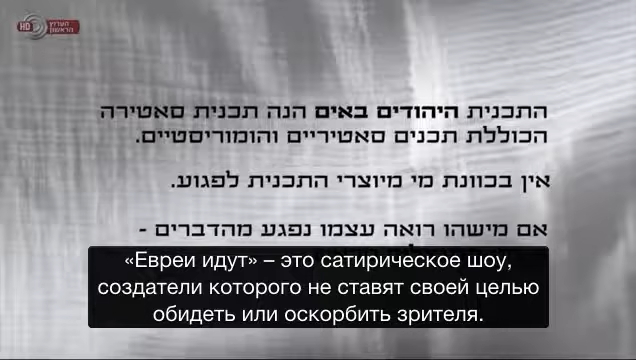 הערוץ
הראשון
HD
התכנית היהודים באים הנה תכנית סאטירה
הכוללת תכנים סאטיריים והומוריסטיים.
אין בכוונת מי מיוצרי התכנית לפגוע.
אם מישהו רואה עצמו נפגע מהדברים -
«Евреи идут» – это сатирическое шоу,
создатели которого не ставят своей целью
обидеть или оскорбить зрителя.